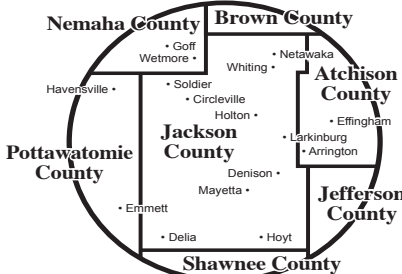 Nemaha County
Brown County
Goff
Wetmore
Netawaka
Whiting
Atchison
County
Havensville
Soldier
Circleville
Holton
Effingham
Jackson
County
Larkinburg
Arrington
Pottawatomie
County
Denison
Mayetta
Jefferson
County
Emmett
Delia
Hoyt
Shawnee County